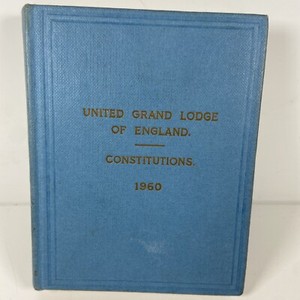 UNITED GRAND LODGE
OF ENGLAND.
CONSTITUTIONS.
1960